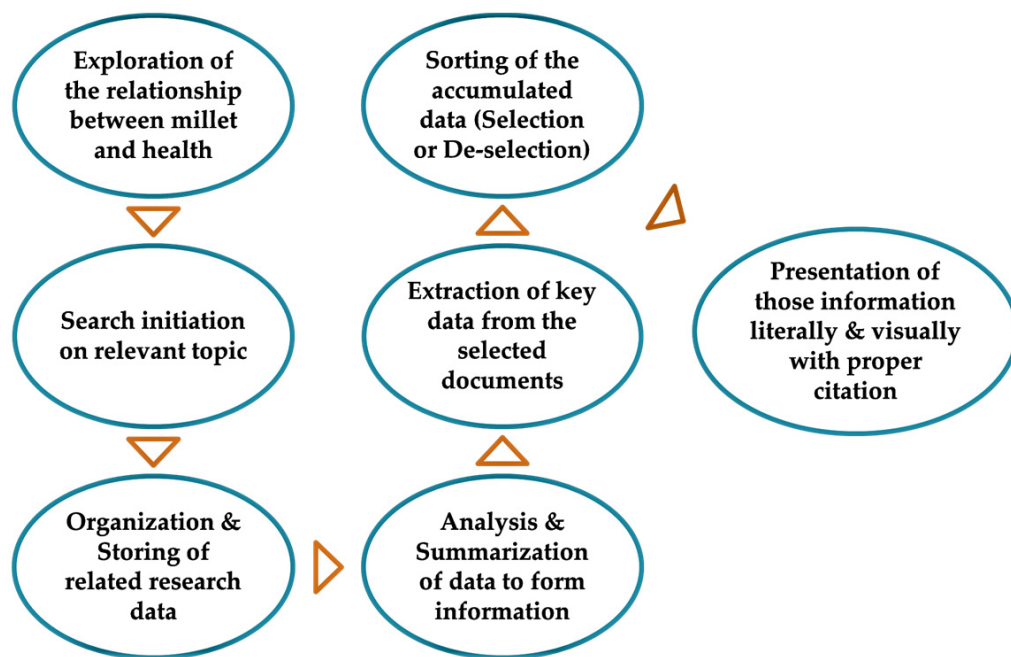 Exploration of
the relationship
between millet
and health
Search initiation
on relevant topic
Organization &
Storing of
related research
data
Analysis &
Summarization
of data to form
information
Extraction of key
data from the
selected
documents
Sorting of the
accumulated
data (Selection
or De-selection)
Presentation of
those information
literally & visually
with proper
citation